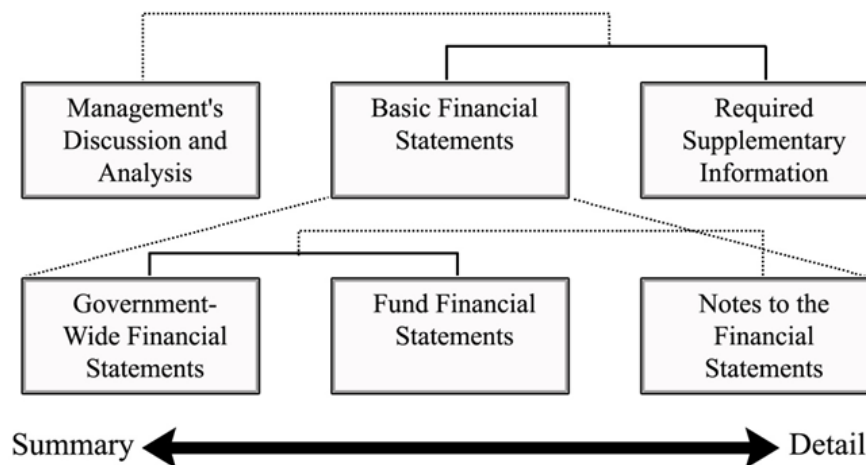 Management's
Discussion and
Analysis
Basic Financial
Statements
Required
Supplementary
Information
Government-
Wide Financial
Statements
Fund Financial
Statements
Notes to the
Financial
Statements
Summary
Detail